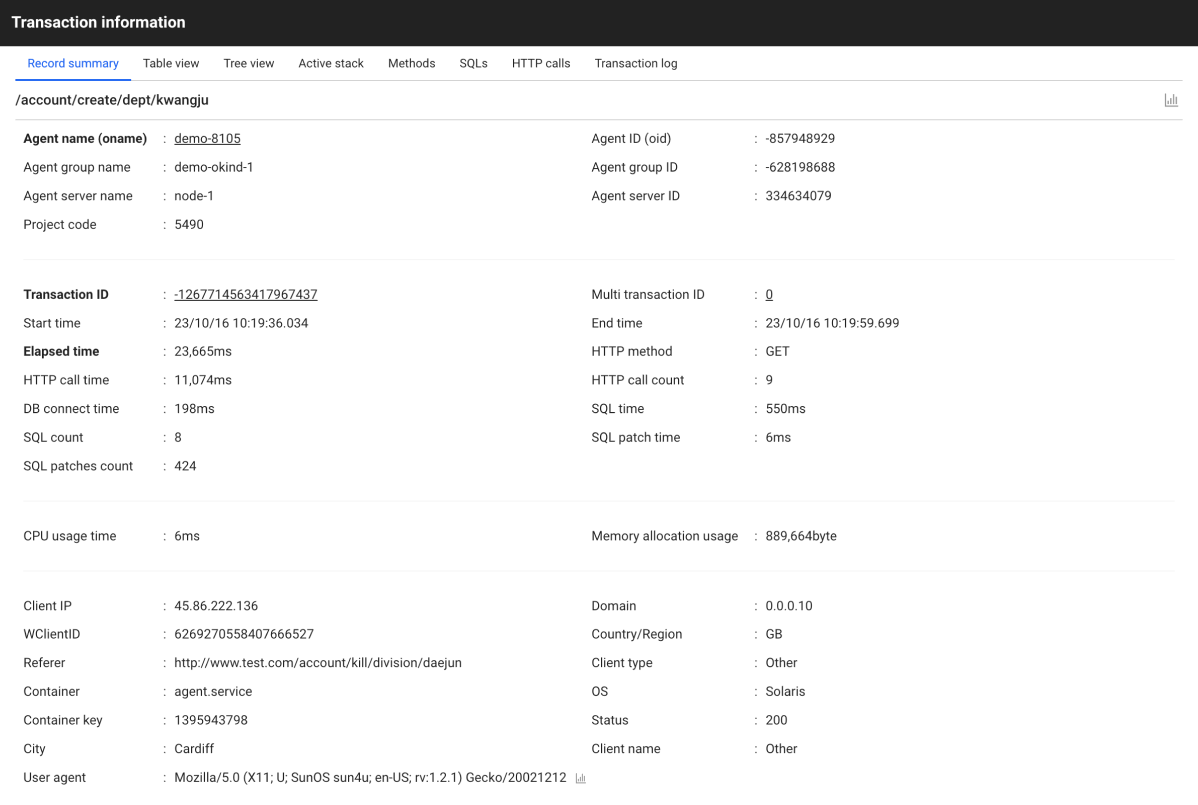 Transaction information
Record summary Table view Tree view Active stack Methods SQLs HTTP calls Transaction log
/account/create/dept/kwangju
Agent name (oname) : demo-8105 Agent ID (oid) : -857948929
Agent group name : demo-okind-1 Agent group ID : -628198688
Agent server name : node-1 Agent server ID : 334634079
Project code : 5490
Transaction ID : -1267714563417967437 Multi transaction ID : 0
Start time : 23/10/16 10:19:36.034 End time : 23/10/16 10:19:59.699
Elapsed time : 23,665ms HTTP method : GET
HTTP call time : 11,074ms HTTP call count : 9
DB connect time : 198ms SQL time : 550ms
SQL count : 8 SQL patch time : 6ms
SQL patches count : 424
CPU usage time : 6ms Memory allocation usage : 889,664byte
Client IP : 45.86.222.136 Domain : 0.0.0.10
WClientID : 6269270558407666527 Country/Region : GB
Referer : http://www.test.com/account/kill/division/daejun Client type : Other
Container : agent.service OS : Solaris
Container key : 1395943798 Status : 200
City : Cardiff Client name : Other
User agent : Mozilla/5.0 (X11; U; SunOS sun4u; en-US; rv:1.2.1) Gecko/20021212